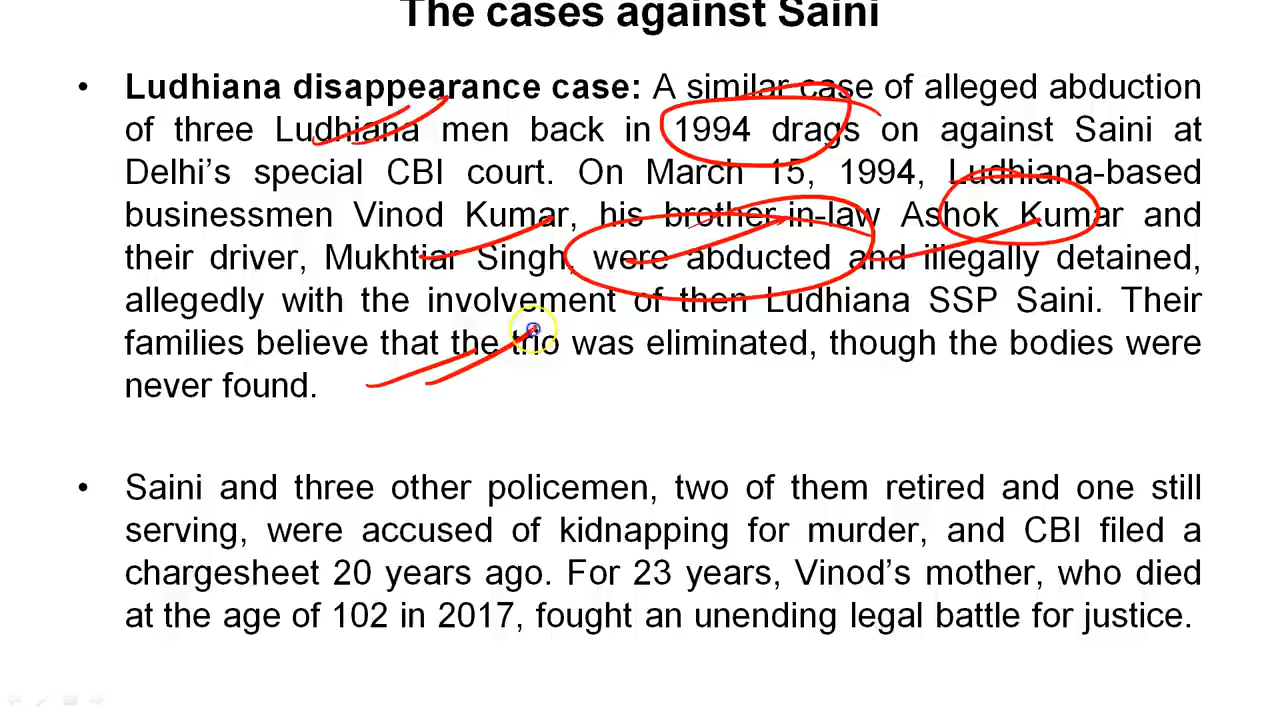 The cases against Saini
• Ludhiana disappearance case: A similar case of alleged abduction
of three Ludhiana men back in 1994 drags on against Saini at
Delhi’s special CBI court. On March 15, 1994, Ludhiana-based
businessmen Vinod Kumar, his brother-in-law Ashok Kumar and
their driver, Mukhtiar Singh, were abducted and illegally detained,
allegedly with the involvement of then Ludhiana SSP Saini. Their
families believe that the trio was eliminated, though the bodies were
never found.
• Saini and three other policemen, two of them retired and one still
serving, were accused of kidnapping for murder, and CBI filed a
chargesheet 20 years ago. For 23 years, Vinod’s mother, who died
at the age of 102 in 2017, fought an unending legal battle for justice.